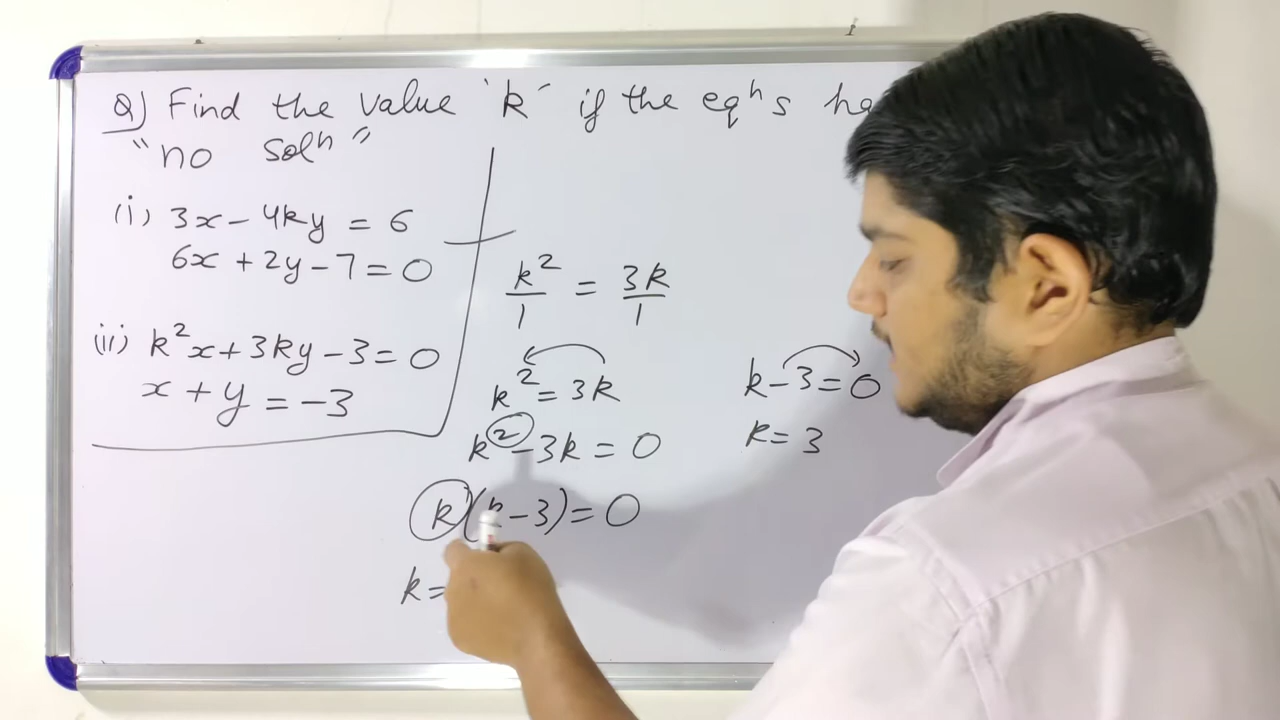 Q) Find the value 'k' if the eqⁿs ha
"no solⁿ"
(i) 3x - 4ky = 6
6x + 2y - 7 = 0
(ii) k²x + 3ky - 3 = 0
x + y = -3
k²/1 = 3k/1
k² = 3k
k² - 3k = 0
k(k - 3) = 0
k =
k - 3 = 0
k = 3